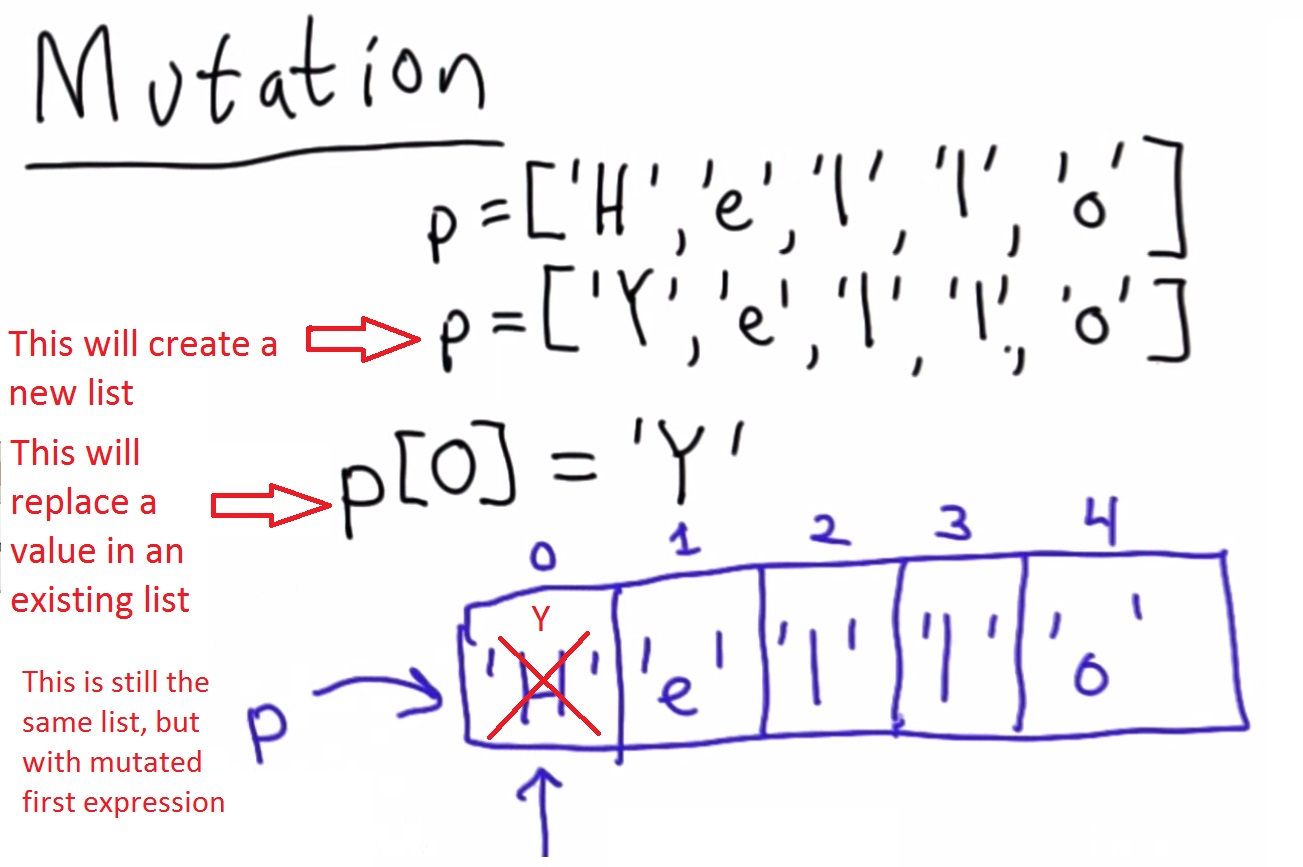 Mutation
p = ['H', 'e', 'l', 'l', 'o']
p = ['Y', 'e', 'l', 'l', 'o']
This will create a
new list
This will
replace a
value in an
existing list
p[0] = 'Y'
0 1 2 3 4
Y
'H' 'e' 'l' 'l' 'o'
p
This is still the
same list, but
with mutated
first expression